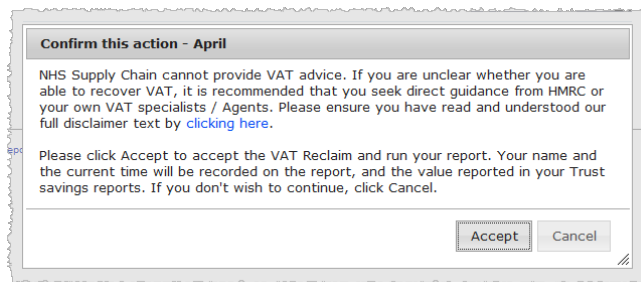 Confirm this action - April
NHS Supply Chain cannot provide VAT advice. If you are unclear whether you are
able to recover VAT, it is recommended that you seek direct guidance from HMRC or
your own VAT specialists / Agents. Please ensure you have read and understood our
full disclaimer text by clicking here.
Please click Accept to accept the VAT Reclaim and run your report. Your name and
the current time will be recorded on the report, and the value reported in your Trust
savings reports. If you don't wish to continue, click Cancel.
Accept Cancel